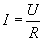 I = U/R